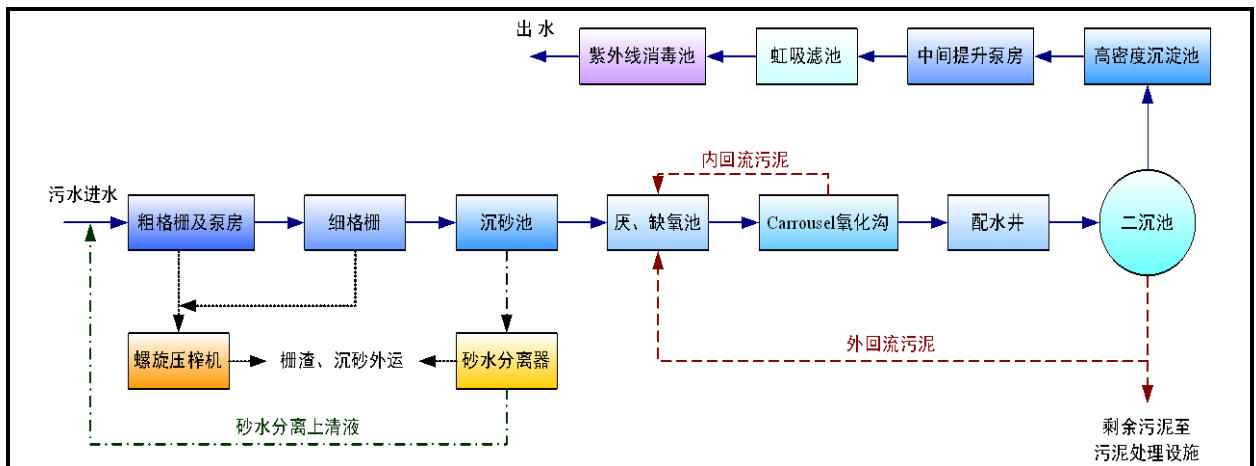 出 水
紫外线消毒池
虹吸滤池
中间提升泵房
高密度沉淀池
内回流污泥
污水进水
粗格栅及泵房
细格栅
沉砂池
厌、缺氧池
Carrousel氧化沟
配水井
二沉池
螺旋压榨机
栅渣、沉砂外运
砂水分离器
外回流污泥
砂水分离上清液
剩余污泥至
污泥处理设施